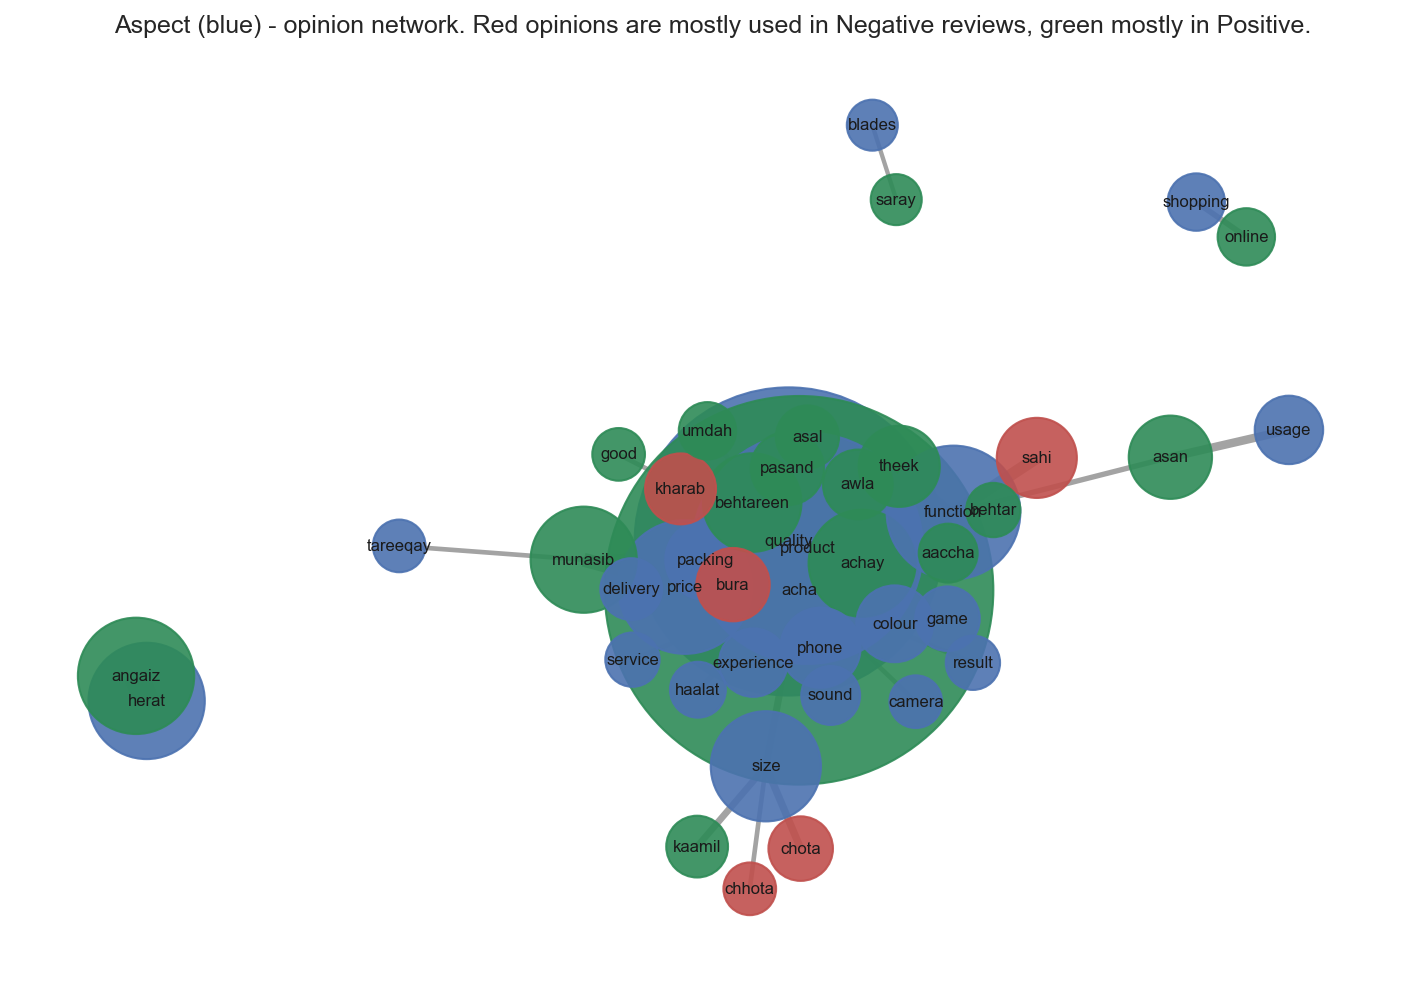 Aspect (blue) - opinion network. Red opinions are mostly used in Negative reviews, green mostly in Positive.
blades
saray
shopping
online
umdah
asal
usage
good
pasand
theek
sahi
asan
kharab
awla
behtareen
function
behtar
quality
product
tareeqay
munasib
packing
achay
aaccha
delivery
price
bura
acha
colour
game
phone
service
experience
result
angaiz
haalat
sound
camera
herat
size
kaamil
chota
chhota